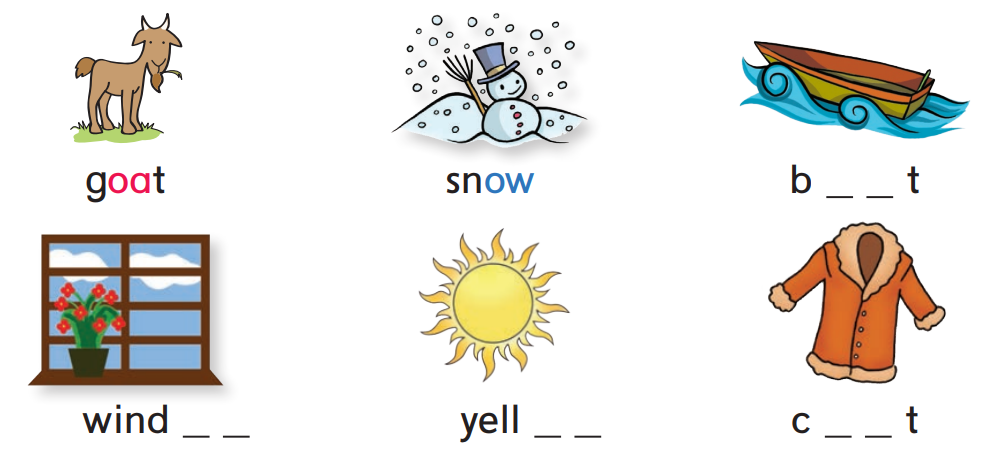 goat snow b _ _ t
wind _ _ yell _ _ c _ _ t